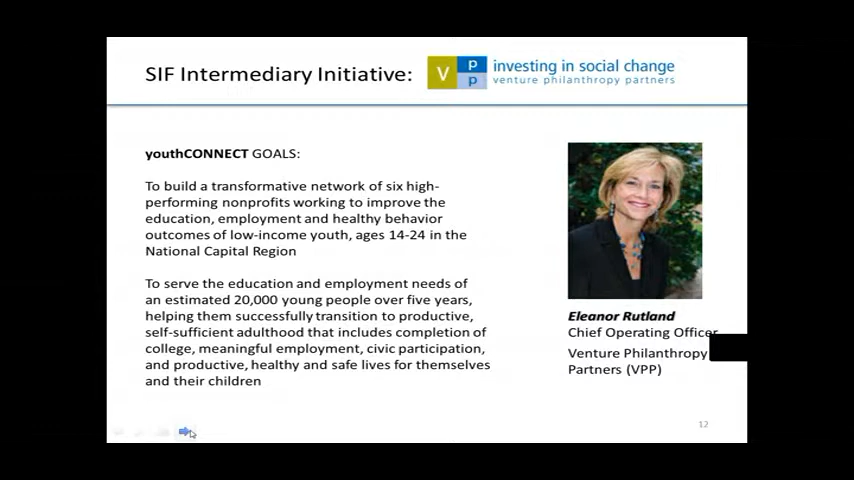 SIF Intermediary Initiative:
V
p
p
investing in social change
venture philanthropy partners
youthCONNECT GOALS:
To build a transformative network of six high-
performing nonprofits working to improve the
education, employment and healthy behavior
outcomes of low-income youth, ages 14-24 in the
National Capital Region
To serve the education and employment needs of
an estimated 20,000 young people over five years,
helping them successfully transition to productive,
self-sufficient adulthood that includes completion of
college, meaningful employment, civic participation,
and productive, healthy and safe lives for themselves
and their children
Eleanor Rutland
Chief Operating Officer
Venture Philanthropy
Partners (VPP)
12